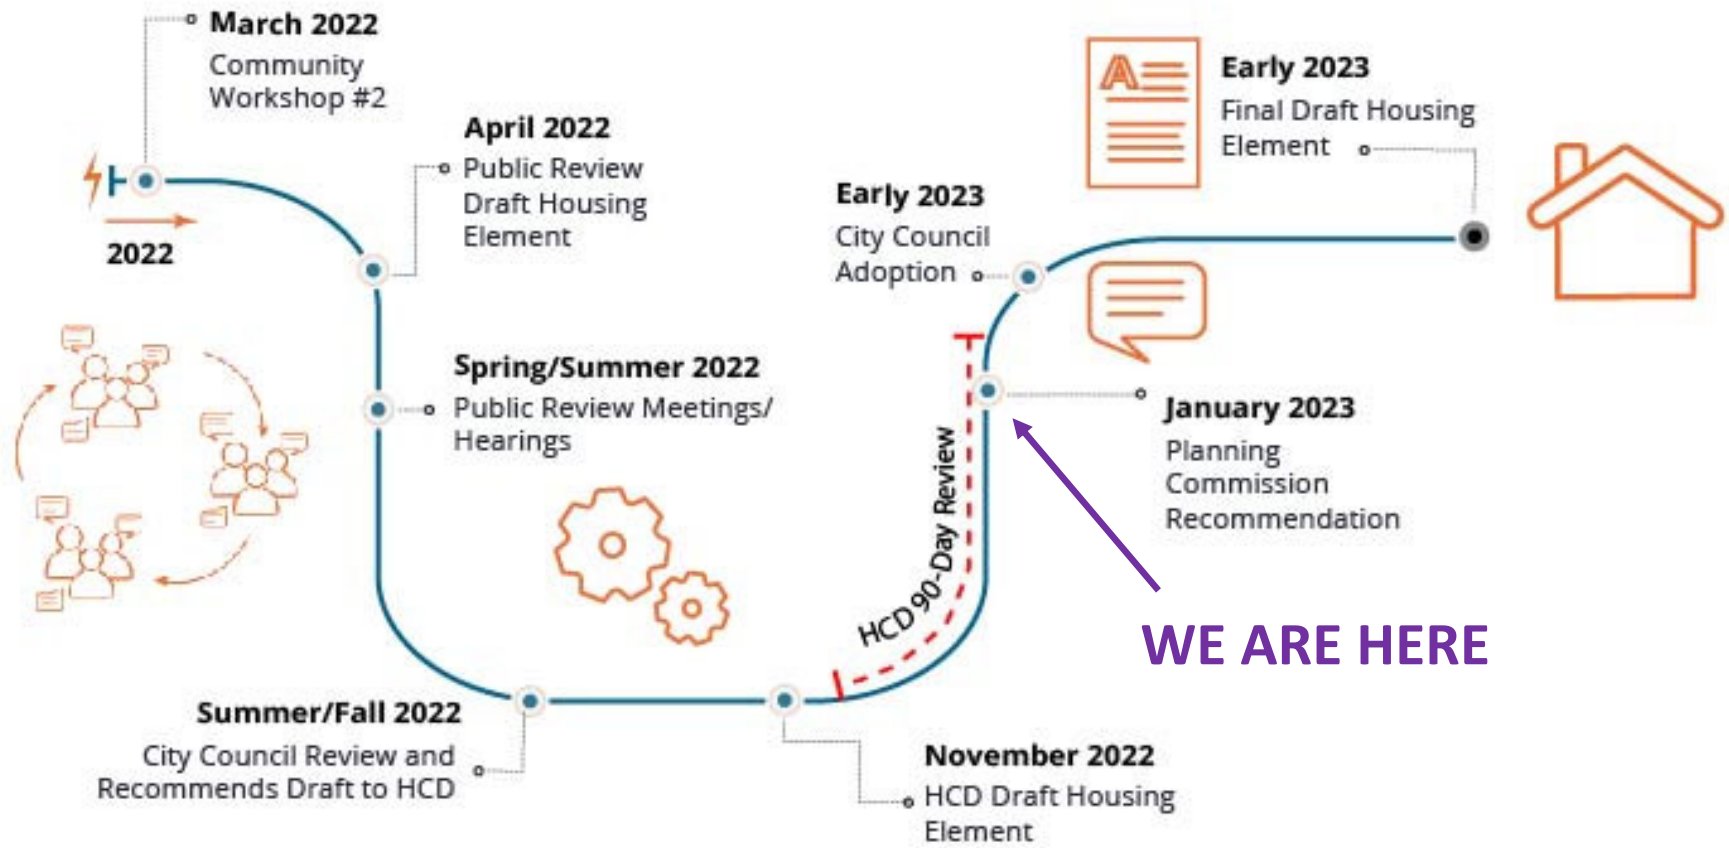 March 2022
Community
Workshop #2
2022
April 2022
Public Review
Draft Housing
Element
Spring/Summer 2022
Public Review Meetings/
Hearings
Summer/Fall 2022
City Council Review and
Recommends Draft to HCD
November 2022
HCD Draft Housing
Element
HCD 90-Day Review
January 2023
Planning
Commission
Recommendation
WE ARE HERE
Early 2023
City Council
Adoption
A
Early 2023
Final Draft Housing
Element